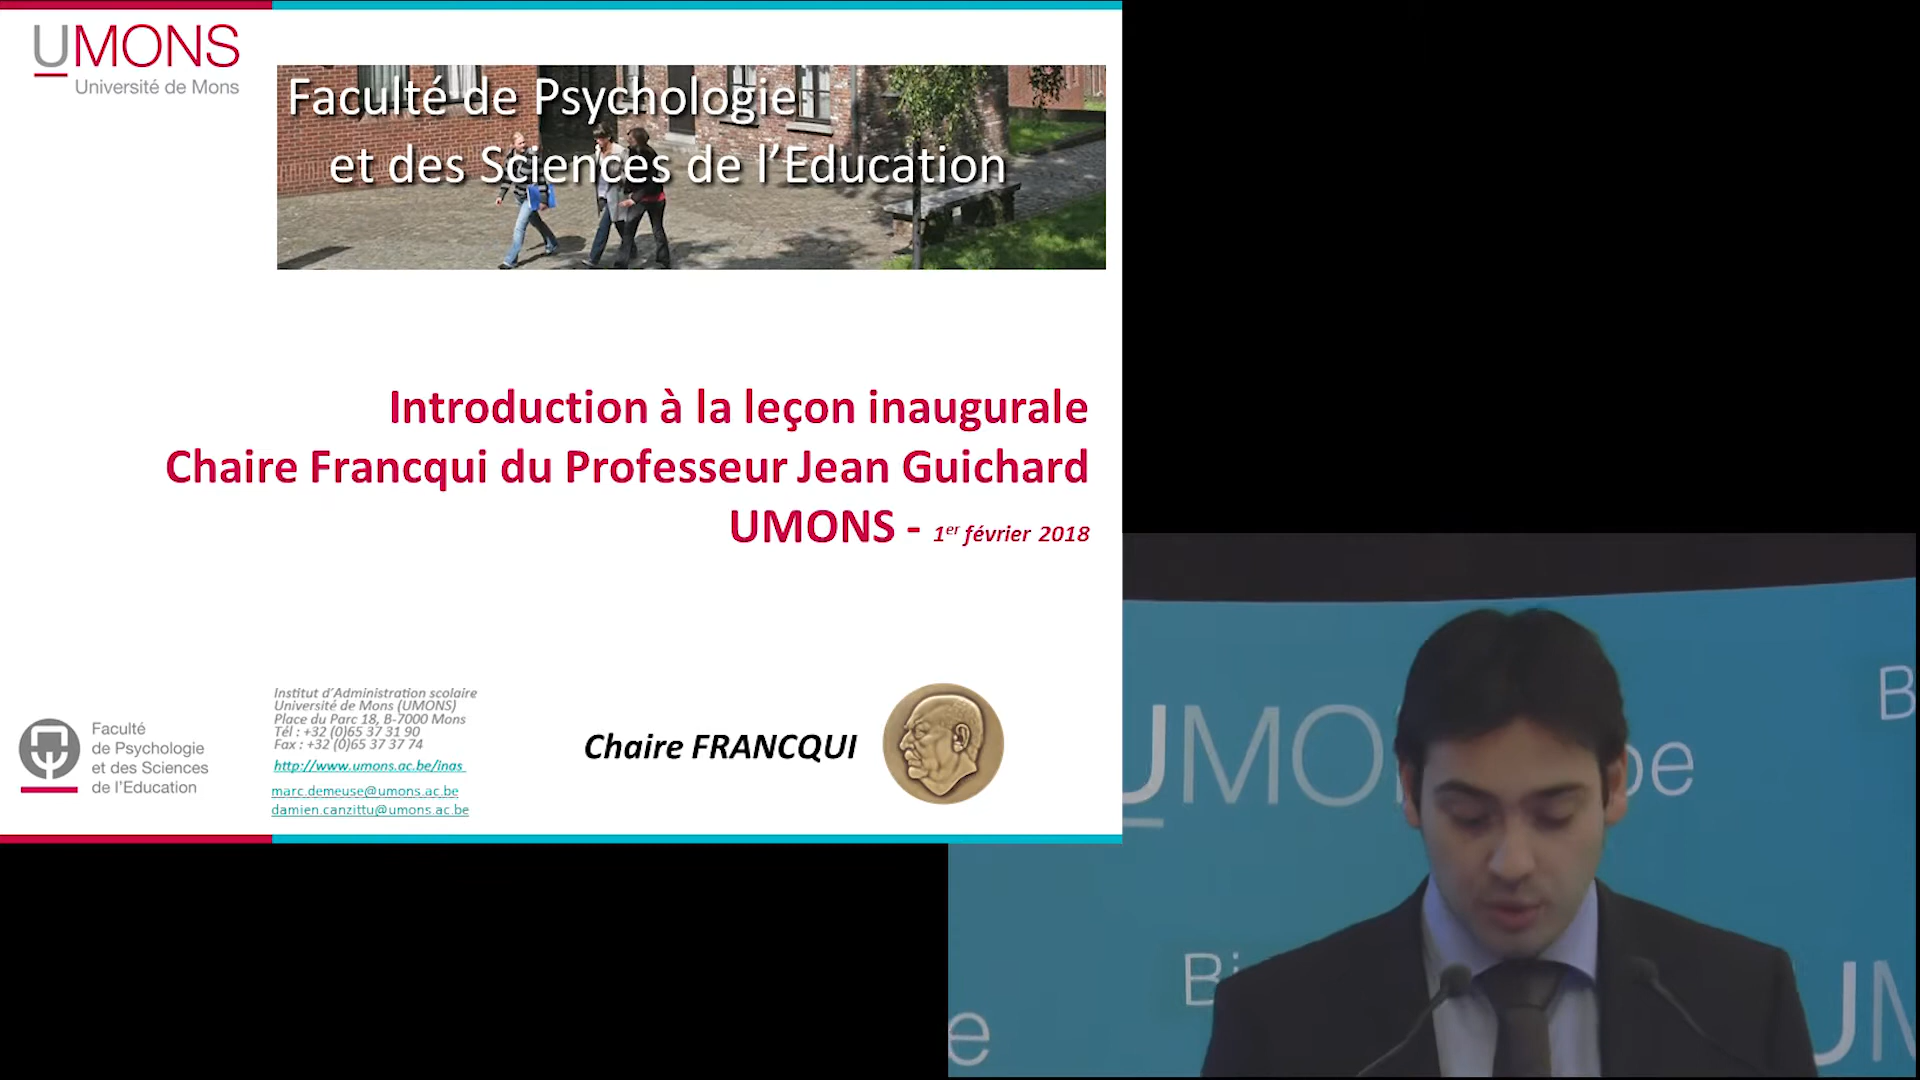 UMONS
Université de Mons
Faculté de Psychologie
et des Sciences de l'Education
Introduction à la leçon inaugurale
Chaire Francqui du Professeur Jean Guichard
UMONS - 1er février 2018
Institut d'Administration scolaire
Université de Mons (UMONS)
Place du Parc 18, B-7000 Mons
Tél : +32 (0)65 37 31 90
Fax : +32 (0)65 37 37 74
http://www.umons.ac.be/inas
marc.demeuse@umons.ac.be
damien.canzittu@umons.ac.be
Faculté
de Psychologie
et des Sciences
de l'Education
Chaire FRANCQUI
B
UMO
be
Bi
UM
e